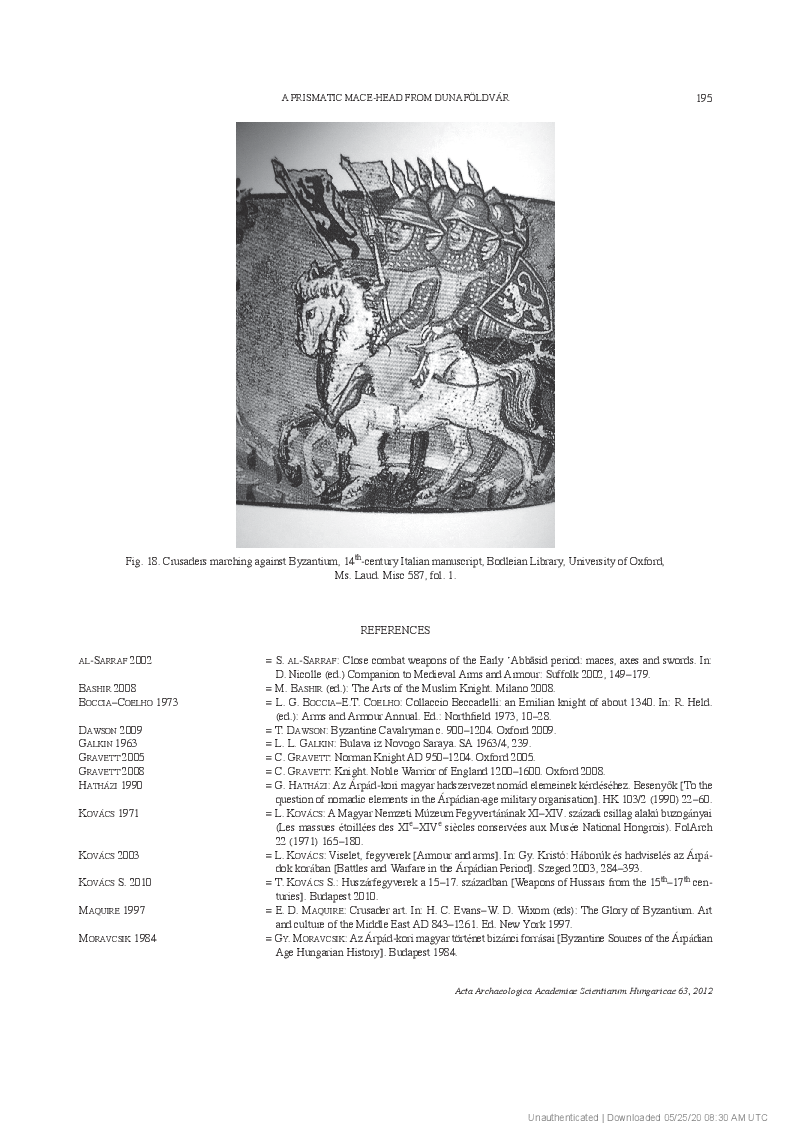 A PRISMATIC MACE-HEAD FROM DUNAFÖLDVÁR 195
Fig. 18. Crusaders marching against Byzantium, 14th-century Italian manuscript, Bodleian Library, University of Oxford,
Ms. Laud. Misc 587, fol. 1.
REFERENCES
AL-SARRAF 2002 = S. AL-SARRAF: Close combat weapons of the Early ʿAbbāsid period: maces, axes and swords. In:
D. Nicolle (ed.) Companion to Medieval Arms and Armour: Suffolk 2002, 149–179.
BASHIR 2008 = M. BASHIR (ed.): The Arts of the Muslim Knight. Milano 2008.
BOCCIA–COELHO 1973 = L. G. BOCCIA–E.T. COELHO: Collaccio Beccadelli: an Emilian knight of about 1340. In: R. Held.
(ed.): Arms and Armour Annual. Ed.: Northfield 1973, 10–28.
DAWSON 2009 = T. DAWSON: Byzantine Cavalryman c. 900–1204. Oxford 2009.
GALKIN 1963 = L. L. GALKIN: Bulava iz Novogo Saraya. SA 1963/4, 239.
GRAVETT 2005 = C. GRAVETT: Norman Knight AD 950–1204. Oxford 2005.
GRAVETT 2008 = C. GRAVETT: Knight. Noble Warrior of England 1200–1600. Oxford 2008.
HATHÁZI 1990 = G. HATHÁZI: Az Árpád-kori magyar hadszervezet nomád elemeinek kérdéséhez. Besenyők [To the
question of nomadic elements in the Árpádian-age military organisation]. HK 103/2 (1990) 22–60.
KOVÁCS 1971 = L. KOVÁCS: A Magyar Nemzeti Múzeum Fegyvertárának XI–XIV. századi csillag alakú buzogányai
(Les massues étoillées des XIe–XIVe siècles conservées aux Musée National Hongrois). FolArch
22 (1971) 165–180.
KOVÁCS 2003 = L. KOVÁCS: Viselet, fegyverek [Armour and arms]. In: Gy. Kristó: Háborúk és hadviselés az Árpá-
dok korában [Battles and Warfare in the Árpádian Period]. Szeged 2003, 284–393.
KOVÁCS S. 2010 = T. KOVÁCS S.: Huszárfegyverek a 15–17. században [Weapons of Hussars from the 15th–17th cen-
turies]. Budapest 2010.
MAQUIRE 1997 = E. D. MAQUIRE: Crusader art. In: H. C. Evans–W. D. Wixom (eds): The Glory of Byzantium. Art
and culture of the Middle East AD 843–1261. Ed. New York 1997.
MORAVCSIK 1984 = GY. MORAVCSIK: Az Árpád-kori magyar történet bizánci forrásai [Byzantine Sources of the Árpádian
Age Hungarian History]. Budapest 1984.
Acta Archaeologica Academiae Scientiarum Hungaricae 63, 2012
Unauthenticated | Downloaded 05/25/20 08:30 AM UTC